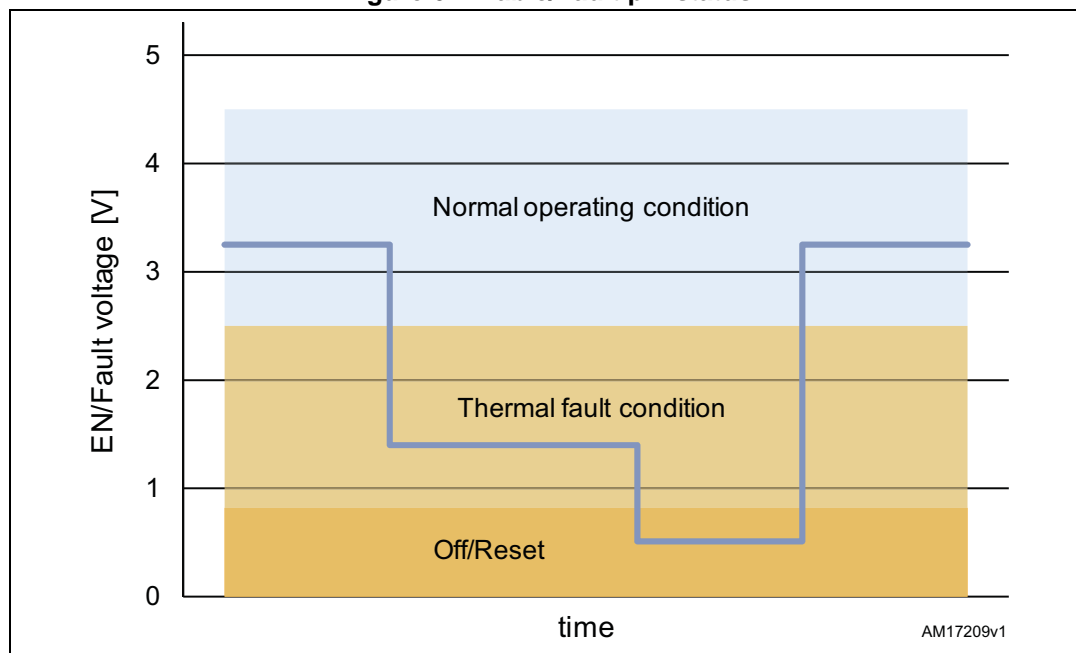 5
4
3
2
1
0
EN/Fault voltage [V]
Normal operating condition
Thermal fault condition
Off/Reset
time
AM17209v1